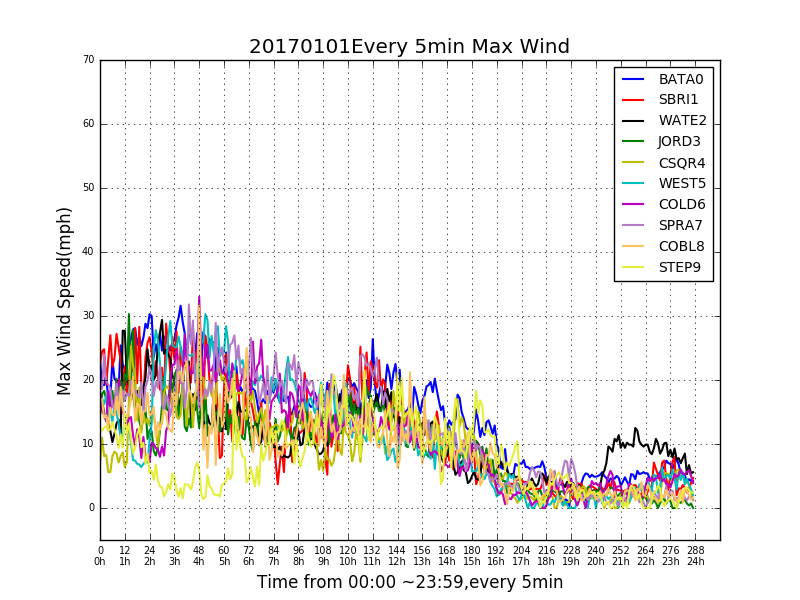 20170101Every 5min Max Wind
70
60
50
40
30
20
10
0
Max Wind Speed(mph)
BATA0
SBRI1
WATE2
JORD3
CSQR4
WEST5
COLD6
SPRA7
COBL8
STEP9
0 12 24 36 48 60 72 84 96 108 120 132 144 156 168 180 192 204 216 228 240 252 264 276 288
0h 1h 2h 3h 4h 5h 6h 7h 8h 9h 10h 11h 12h 13h 14h 15h 16h 17h 18h 19h 20h 21h 22h 23h 24h
Time from 00:00 ~23:59,every 5min